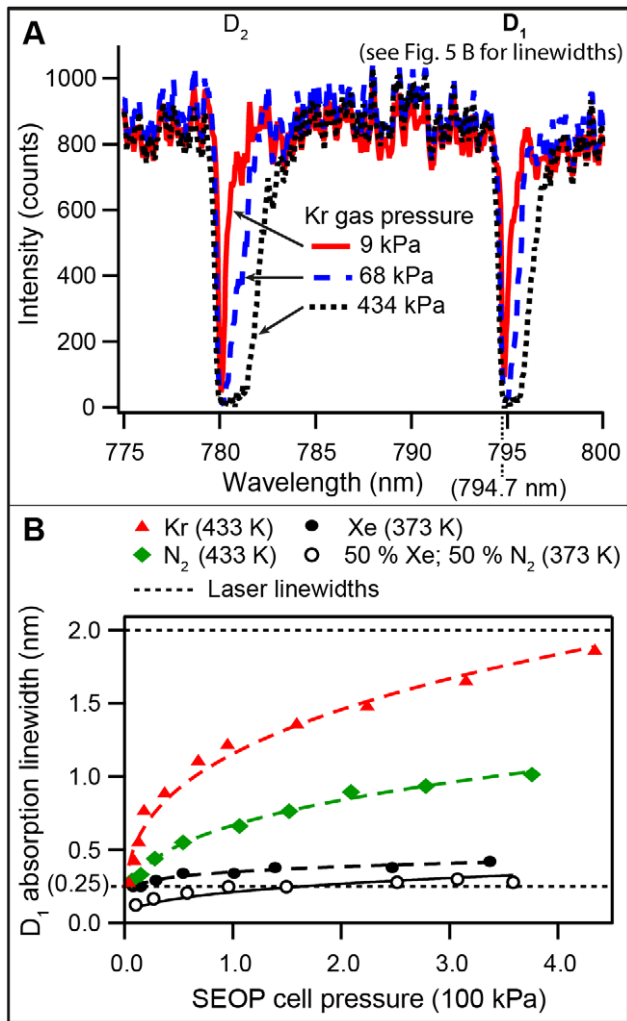 A
D₂
D₁
(see Fig. 5 B for linewidths)
1000
800
600
400
200
0
Intensity (counts)
Kr gas pressure
9 kPa
68 kPa
434 kPa
775
780
785
790
795
800
Wavelength (nm)
(794.7 nm)
B
Kr (433 K)
Xe (373 K)
N₂ (433 K)
50 % Xe; 50 % N₂ (373 K)
Laser linewidths
2.0
1.5
1.0
0.5
(0.25)
0.0
D₁ absorption linewidth (nm)
0.0
1.0
2.0
3.0
4.0
SEOP cell pressure (100 kPa)